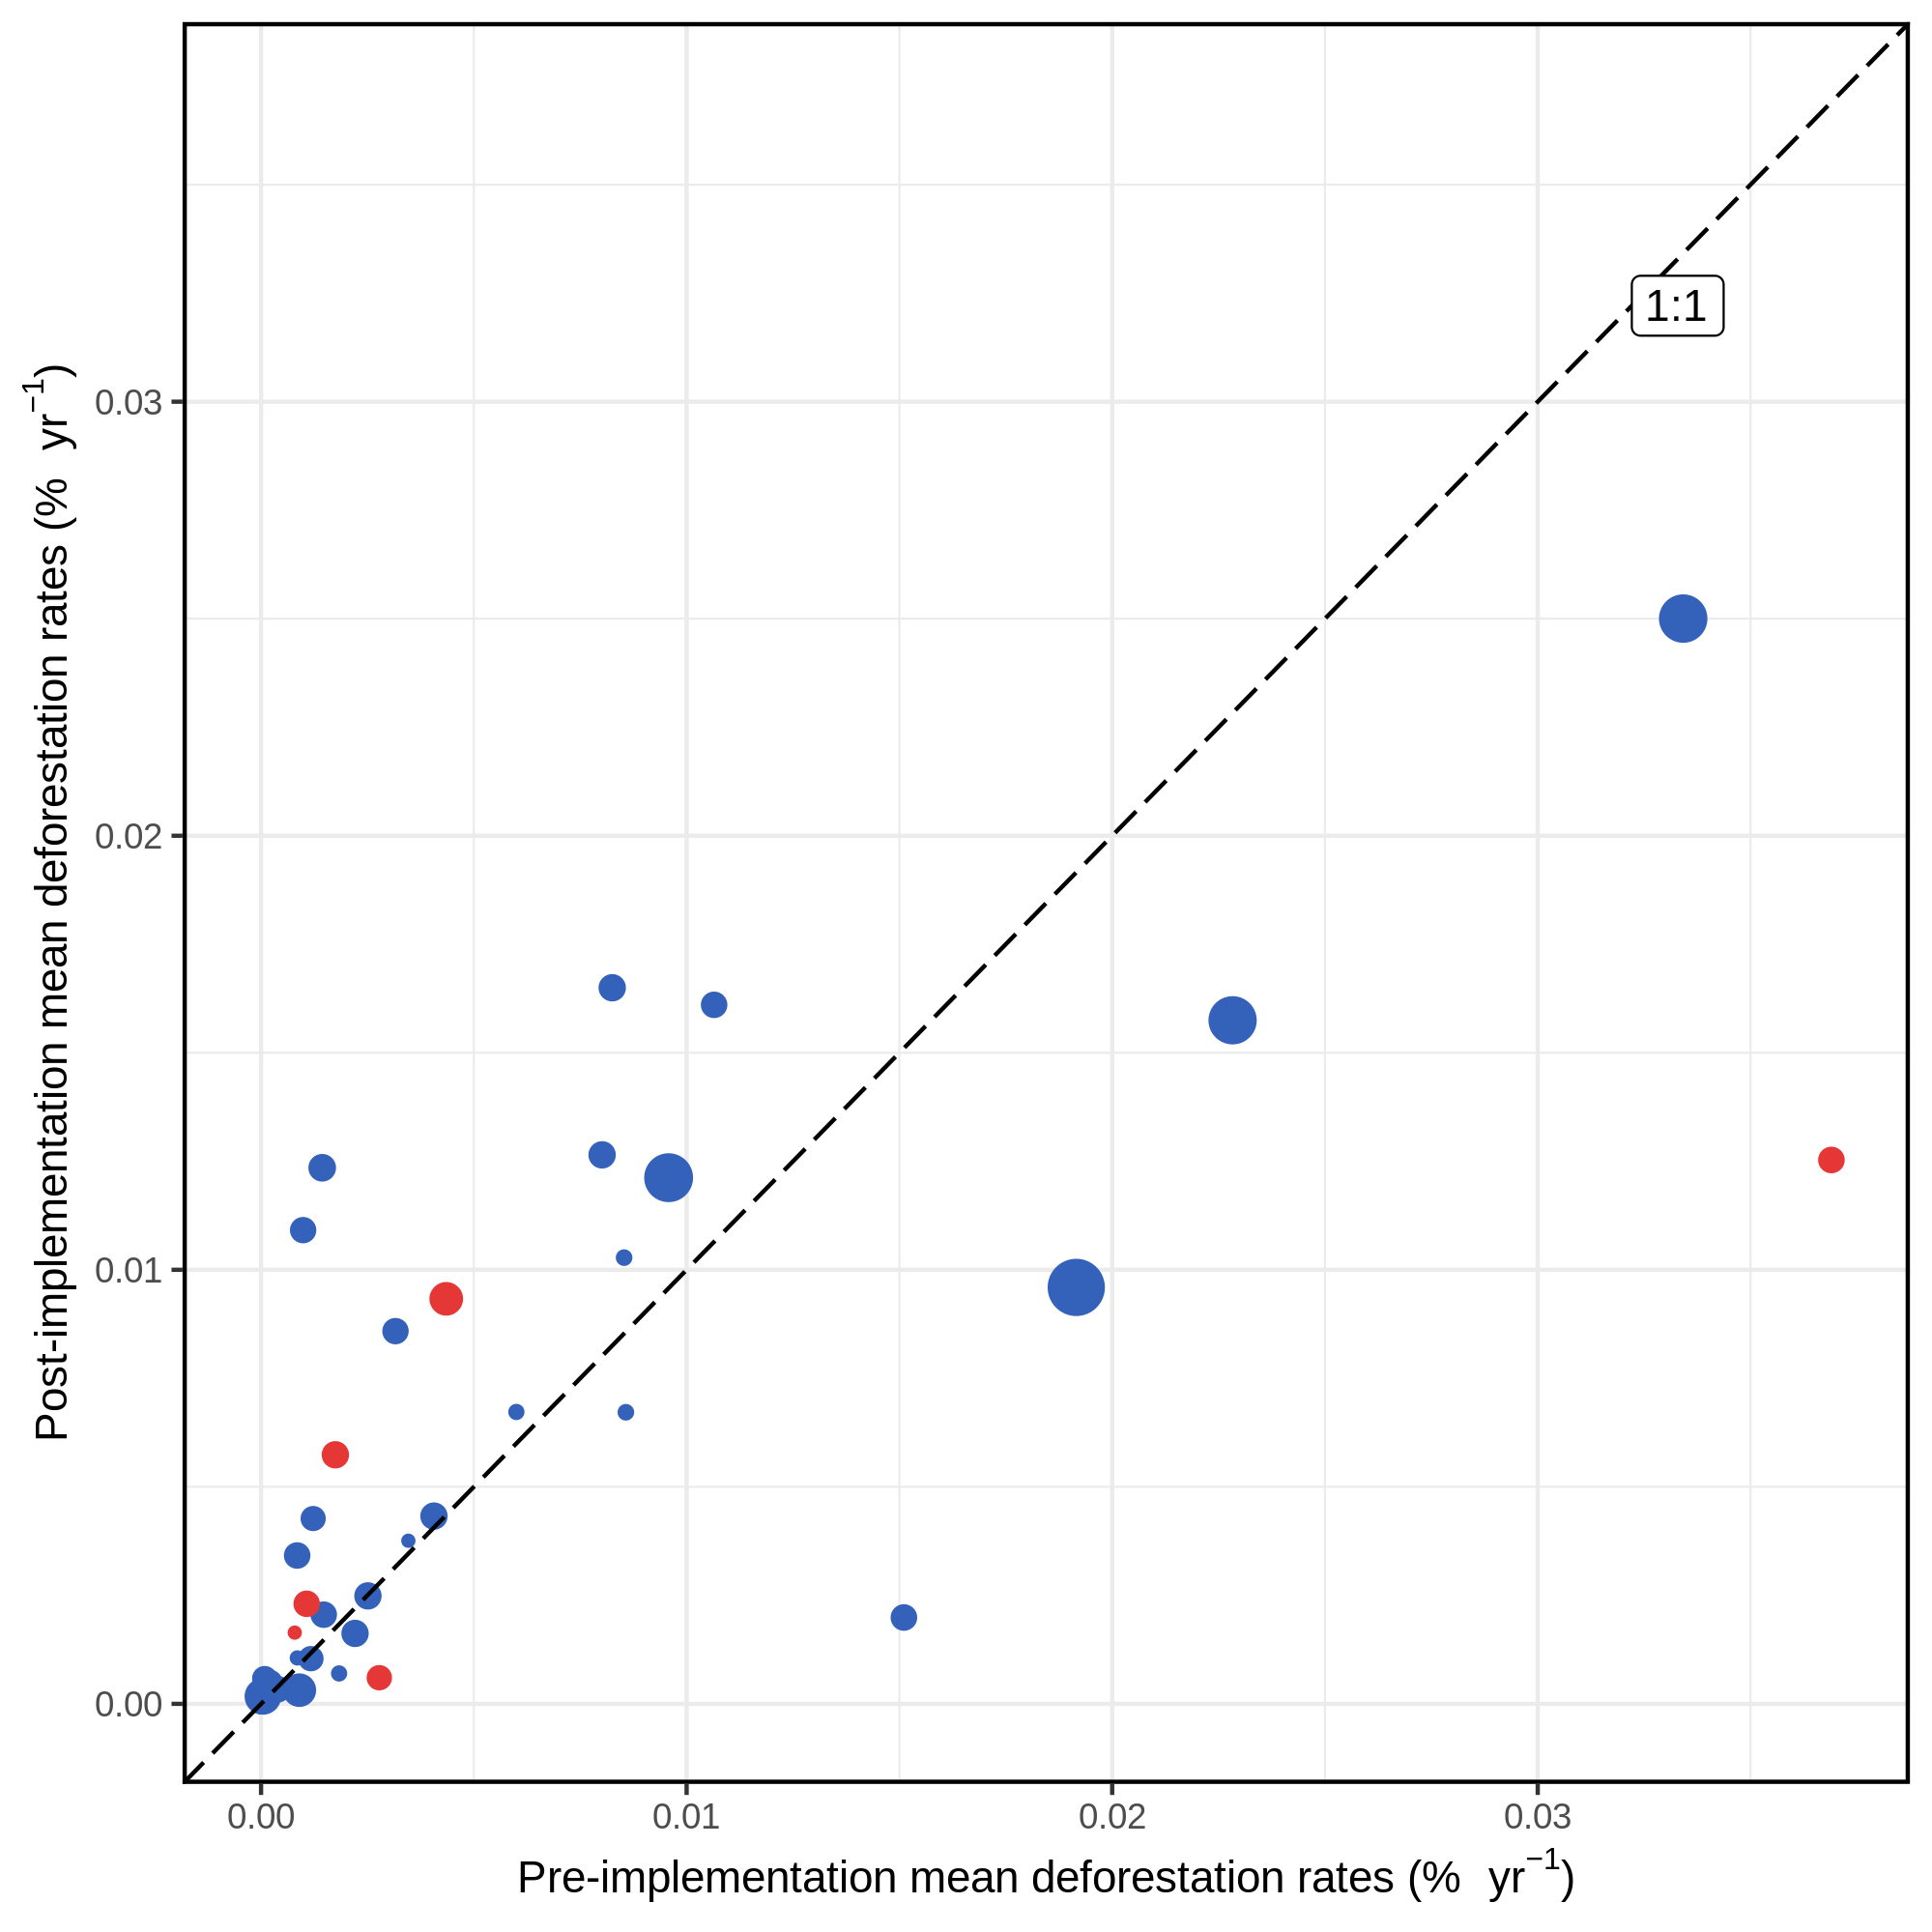 Post-implementation mean deforestation rates (% yr⁻¹)
0.03
0.02
0.01
0.00
1:1
0.00 0.01 0.02 0.03
Pre-implementation mean deforestation rates (% yr⁻¹)